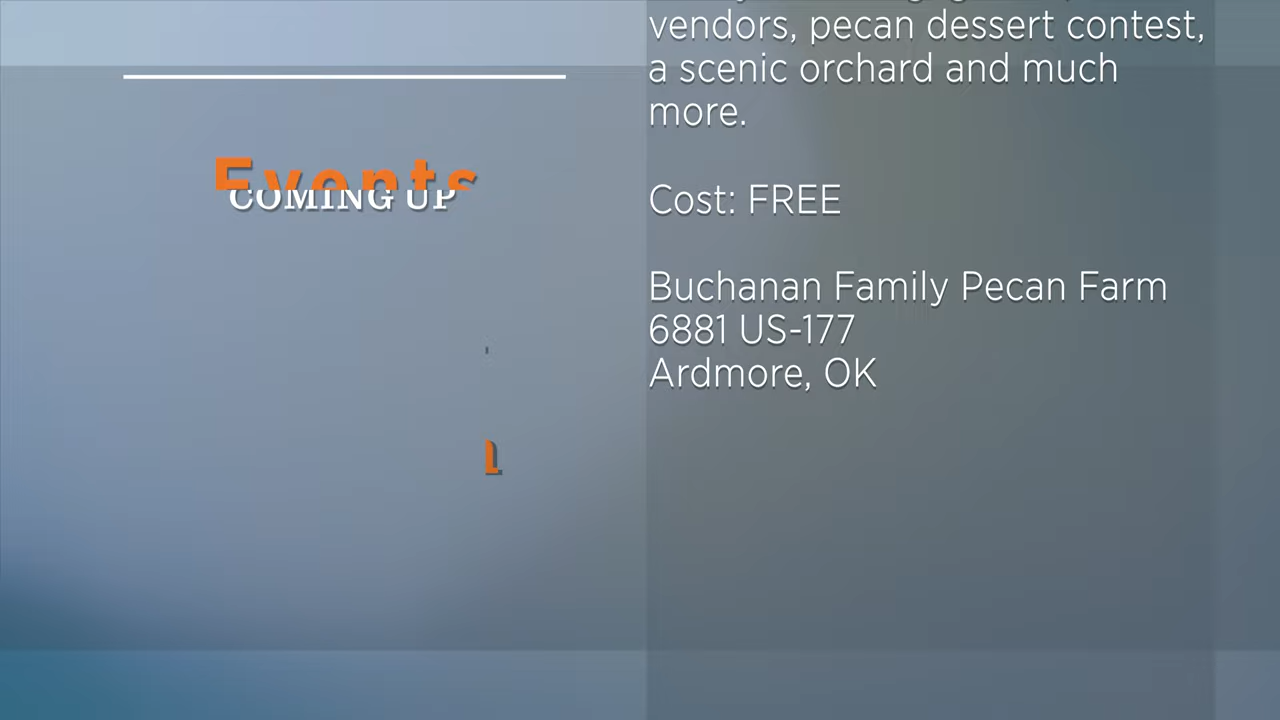 Events
COMING UP
vendors, pecan dessert contest,
a scenic orchard and much
more.
Cost: FREE
Buchanan Family Pecan Farm
6881 US-177
Ardmore, OK